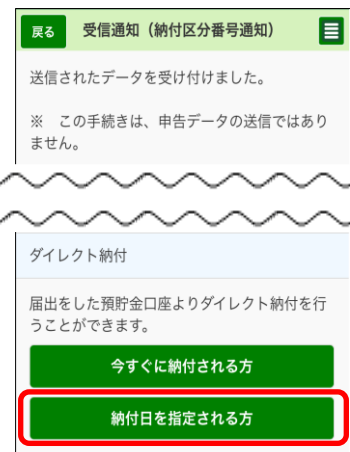 戻る 受信通知（納付区分番号通知）
送信されたデータを受け付けました。
※　この手続きは、申告データの送信ではあり
ません。
ダイレクト納付
届出をした預貯金口座よりダイレクト納付を行
うことができます。
今すぐに納付される方
納付日を指定される方